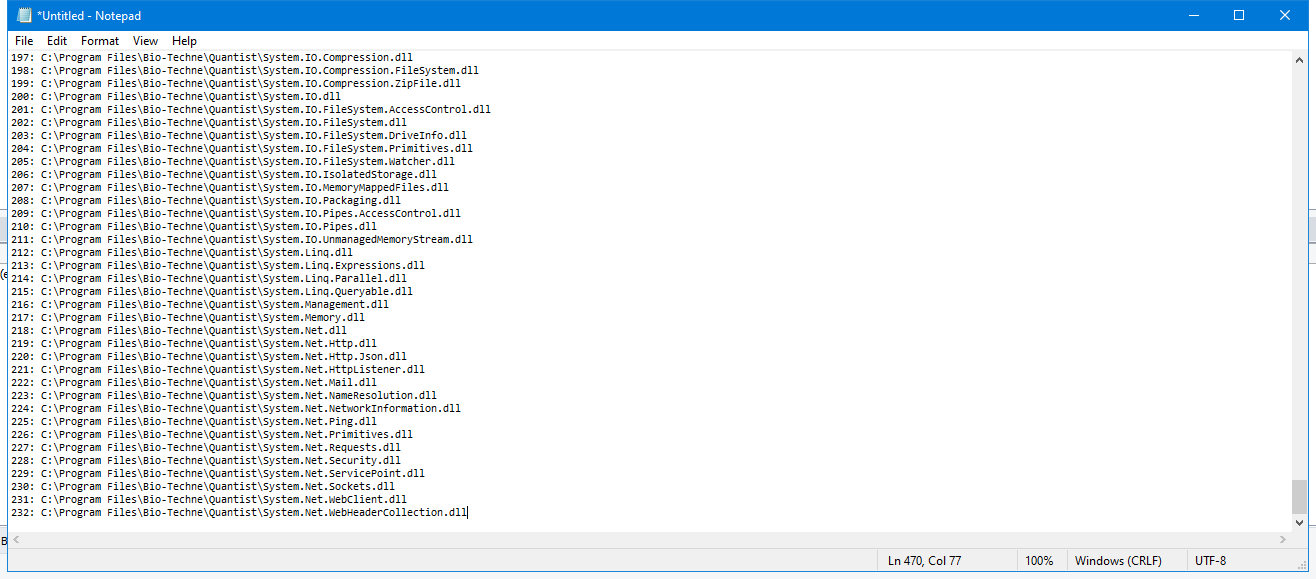 *Untitled - Notepad
File Edit Format View Help
197: C:\Program Files\Bio-Techne\Quantist\System.IO.Compression.dll
198: C:\Program Files\Bio-Techne\Quantist\System.IO.Compression.FileSystem.dll
199: C:\Program Files\Bio-Techne\Quantist\System.IO.Compression.ZipFile.dll
200: C:\Program Files\Bio-Techne\Quantist\System.IO.dll
201: C:\Program Files\Bio-Techne\Quantist\System.IO.FileSystem.AccessControl.dll
202: C:\Program Files\Bio-Techne\Quantist\System.IO.FileSystem.dll
203: C:\Program Files\Bio-Techne\Quantist\System.IO.FileSystem.DriveInfo.dll
204: C:\Program Files\Bio-Techne\Quantist\System.IO.FileSystem.Primitives.dll
205: C:\Program Files\Bio-Techne\Quantist\System.IO.FileSystem.Watcher.dll
206: C:\Program Files\Bio-Techne\Quantist\System.IO.IsolatedStorage.dll
207: C:\Program Files\Bio-Techne\Quantist\System.IO.MemoryMappedFiles.dll
208: C:\Program Files\Bio-Techne\Quantist\System.IO.Packaging.dll
209: C:\Program Files\Bio-Techne\Quantist\System.IO.Pipes.AccessControl.dll
210: C:\Program Files\Bio-Techne\Quantist\System.IO.Pipes.dll
211: C:\Program Files\Bio-Techne\Quantist\System.IO.UnmanagedMemoryStream.dll
212: C:\Program Files\Bio-Techne\Quantist\System.Linq.dll
213: C:\Program Files\Bio-Techne\Quantist\System.Linq.Expressions.dll
214: C:\Program Files\Bio-Techne\Quantist\System.Linq.Parallel.dll
215: C:\Program Files\Bio-Techne\Quantist\System.Linq.Queryable.dll
216: C:\Program Files\Bio-Techne\Quantist\System.Management.dll
217: C:\Program Files\Bio-Techne\Quantist\System.Memory.dll
218: C:\Program Files\Bio-Techne\Quantist\System.Net.dll
219: C:\Program Files\Bio-Techne\Quantist\System.Net.Http.dll
220: C:\Program Files\Bio-Techne\Quantist\System.Net.Http.Json.dll
221: C:\Program Files\Bio-Techne\Quantist\System.Net.HttpListener.dll
222: C:\Program Files\Bio-Techne\Quantist\System.Net.Mail.dll
223: C:\Program Files\Bio-Techne\Quantist\System.Net.NameResolution.dll
224: C:\Program Files\Bio-Techne\Quantist\System.Net.NetworkInformation.dll
225: C:\Program Files\Bio-Techne\Quantist\System.Net.Ping.dll
226: C:\Program Files\Bio-Techne\Quantist\System.Net.Primitives.dll
227: C:\Program Files\Bio-Techne\Quantist\System.Net.Requests.dll
228: C:\Program Files\Bio-Techne\Quantist\System.Net.Security.dll
229: C:\Program Files\Bio-Techne\Quantist\System.Net.ServicePoint.dll
230: C:\Program Files\Bio-Techne\Quantist\System.Net.Sockets.dll
231: C:\Program Files\Bio-Techne\Quantist\System.Net.WebClient.dll
232: C:\Program Files\Bio-Techne\Quantist\System.Net.WebHeaderCollection.dll
Ln 470, Col 77 100% Windows (CRLF) UTF-8